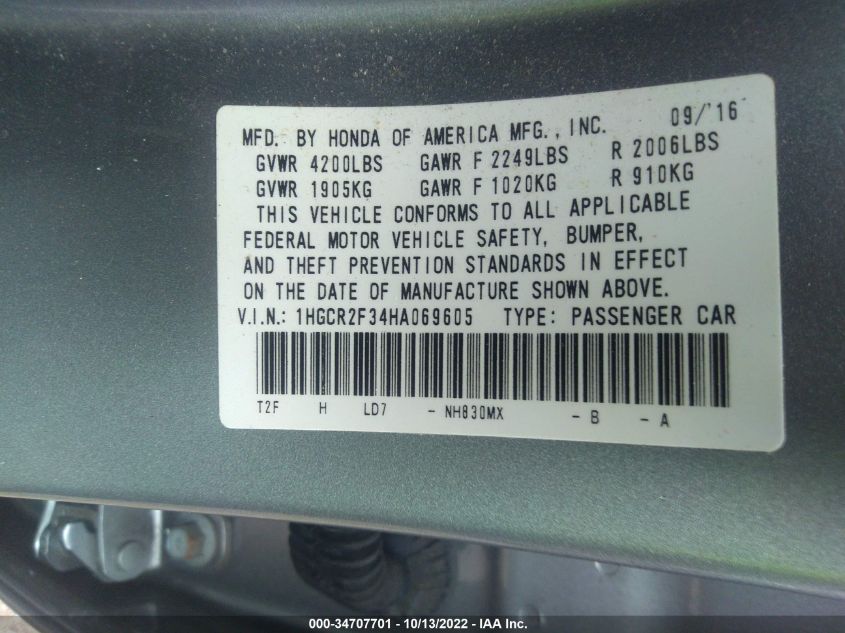 09/'16
MFD. BY HONDA OF AMERICA MFG., INC.
GVWR 4200LBS GAWR F 2249LBS R 2006LBS
GVWR 1905KG GAWR F 1020KG R 910KG
THIS VEHICLE CONFORMS TO ALL APPLICABLE
FEDERAL MOTOR VEHICLE SAFETY, BUMPER,
AND THEFT PREVENTION STANDARDS IN EFFECT
ON THE DATE OF MANUFACTURE SHOWN ABOVE.
V.I.N.: 1HGCR2F34HA069605 TYPE: PASSENGER CAR
T2F H LD7 - NH830MX - B - A
000-34707701 - 10/13/2022 - IAA Inc.